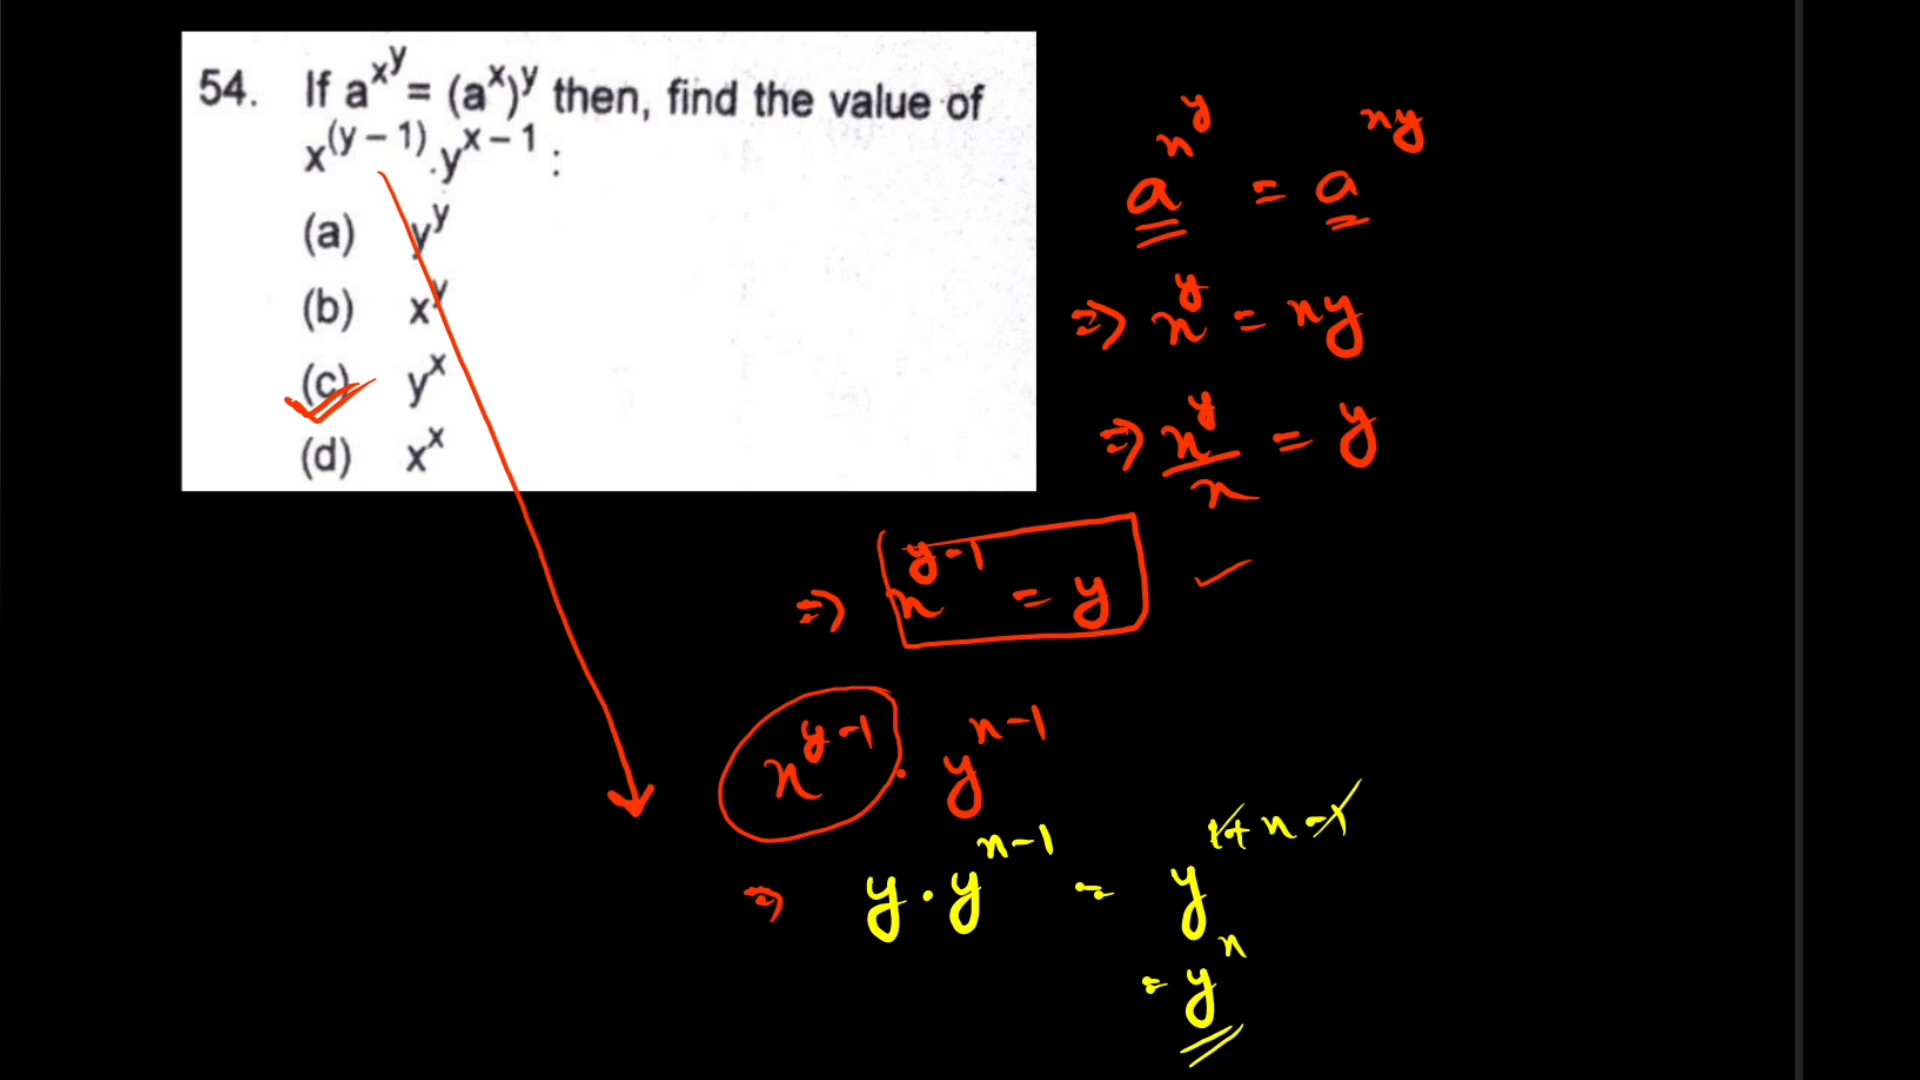 54. If a^x^y = (a^x)^y then, find the value of
x^(y – 1).y^x – 1 :
(a) y^y
(b) x^y
(c) y^x
(d) x^x
a^x^y = a^xy
⇒ x^y = xy
⇒ x^y/x = y
⇒ x^y-1 = y
x^y-1 . y^x-1
⇒ y . y^x-1 = y^1+x-1
= y^x